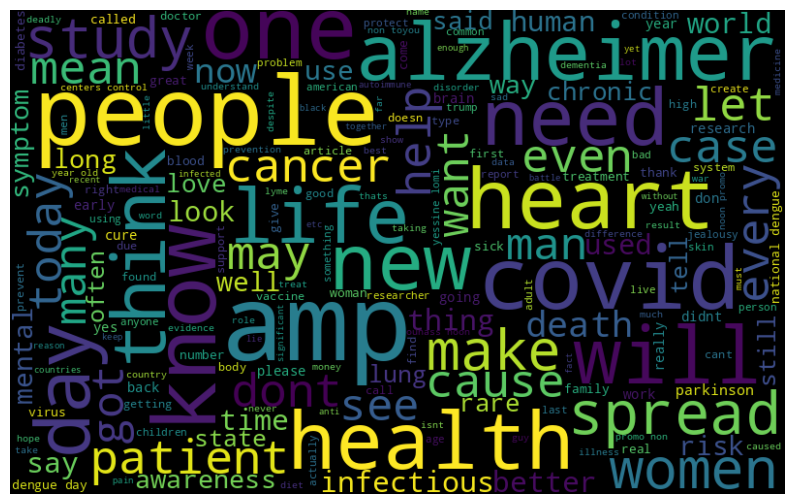 deadly
called
doctor
one
non toyou
protect
name
enough
said human
condition
common
year
world
yet
lot
diabetes
study
alzheimer
mean
now
use
week
problem
come
great
understand
american
autoimmune
doesn
disorder
dementia
way
chronic
create
medicine
centers control
little
men
despite
black
far
brain
trump
sad
high
let
people
together
show
best
type
need
research
symptom
long
year old
infected
prevention
article
first
data
bad
case
recent
blood
cancer
help
even
report
treatment
thank
system
war
right
medical
love
lyme
good
thats
want
battle
without
don
early
using
word
look
life
heart
yeah
result
noon promo
think
cure
give
taking
yessine lomi
difference
jealousy
skin
every
national dengue
today
many
often
due
found
know
support
something
may
new
man
used
sick
tell
must
day
prevent
yes
anyone
evidence
well
treat
etc
vaccine
woman
researcher
going
adult
covid
live
person
mental
got
reason
keep
role
lie
significant
amp
ounass noon
thing
death
didnt
much
still
countries
number
body
money
find
make
really
cant
will
virus
country
back
please
dont
lung
call
cause
fact
family
work
parkinson
getting
time
see
never
rare
last
hope
take
children
state
anti
isnt
spread
promo non
say
patient
health
age
guy
real
risk
caused
dengue day
pain
awareness
actually
diet
infectious
better
illness
women